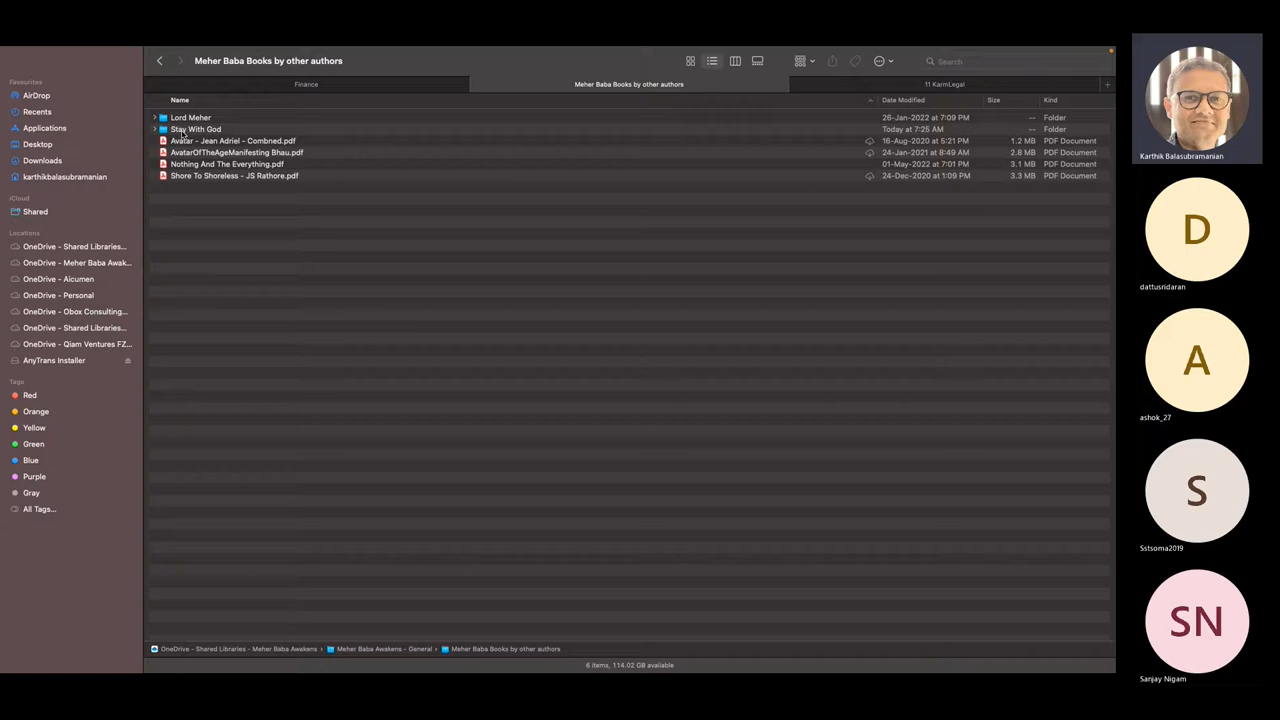 Meher Baba Books by other authors
Search
Finance
Meher Baba Books by other authors
11 KarmLegal
Name
Date Modified
Size
Kind
Lord Meher
26-Jan-2022 at 7:09 PM
--
Folder
Stay With God
Today at 7:25 AM
--
Folder
Avatar - Jean Adriel - Combned.pdf
16-Aug-2020 at 5:21 PM
1.2 MB
PDF Document
AvatarOfTheAgeManifesting Bhau.pdf
24-Jan-2021 at 8:49 AM
2.8 MB
PDF Document
Nothing And The Everything.pdf
01-May-2022 at 7:01 PM
3.1 MB
PDF Document
Shore To Shoreless - JS Rathore.pdf
24-Dec-2020 at 1:09 PM
3.3 MB
PDF Document
Favourites
AirDrop
Recents
Applications
Desktop
Downloads
karthikbalasubramanian
iCloud
Shared
Locations
OneDrive - Shared Libraries...
OneDrive - Meher Baba Awak...
OneDrive - Aicumen
OneDrive - Personal
OneDrive - Obox Consulting...
OneDrive - Shared Libraries...
OneDrive - Qiam Ventures FZ...
AnyTrans Installer
Tags
Red
Orange
Yellow
Green
Blue
Purple
Gray
All Tags...
OneDrive - Shared Libraries - Meher Baba Awakens
Meher Baba Awakens - General
Meher Baba Books by other authors
6 items, 114.02 GB available
Karthik Balasubramanian
D
dattusridaran
A
ashok_27
S
Sstsoma2019
SN
Sanjay Nigam